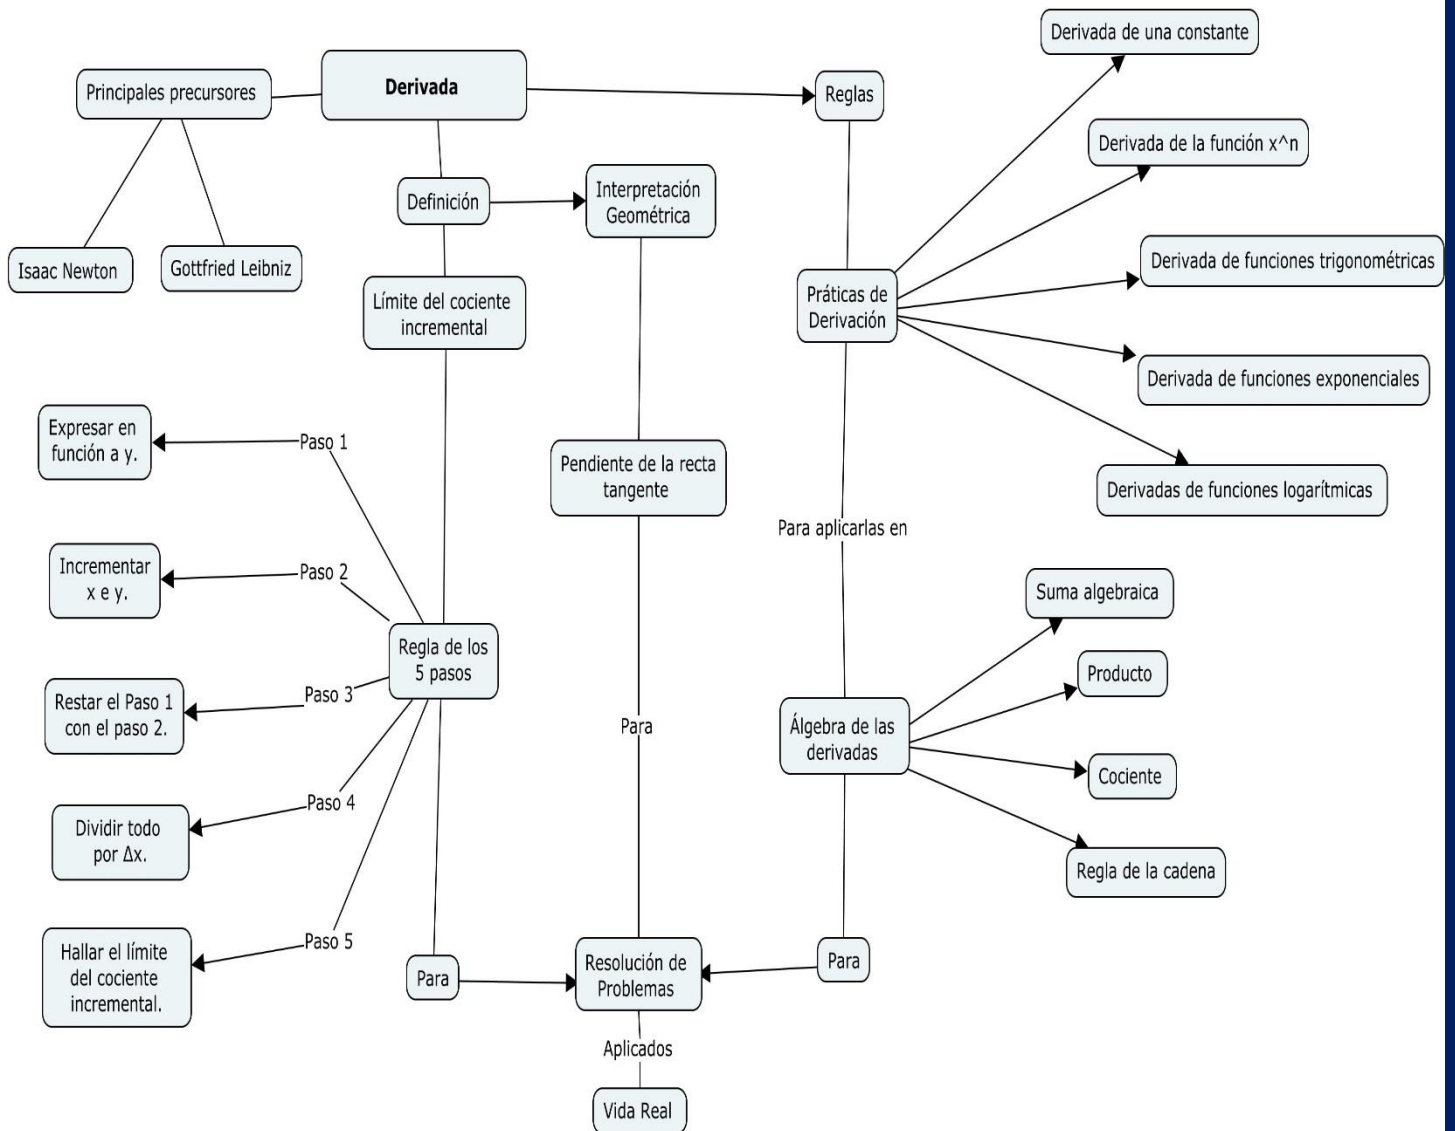 Derivada
Principales precursores
Isaac Newton
Gottfried Leibniz
Definición
Interpretación
Geométrica
Límite del cociente
incremental
Pendiente de la recta
tangente
Para
Regla de los
5 pasos
Paso 1
Expresar en
función a y.
Paso 2
Incrementar
x e y.
Paso 3
Restar el Paso 1
con el paso 2.
Paso 4
Dividir todo
por Δx.
Paso 5
Hallar el límite
del cociente
incremental.
Para
Reglas
Práticas de
Derivación
Derivada de una constante
Derivada de la función x^n
Derivada de funciones trigonométricas
Derivada de funciones exponenciales
Derivadas de funciones logarítmicas
Para aplicarlas en
Álgebra de las
derivadas
Suma algebraica
Producto
Cociente
Regla de la cadena
Para
Resolución de
Problemas
Aplicados
Vida Real